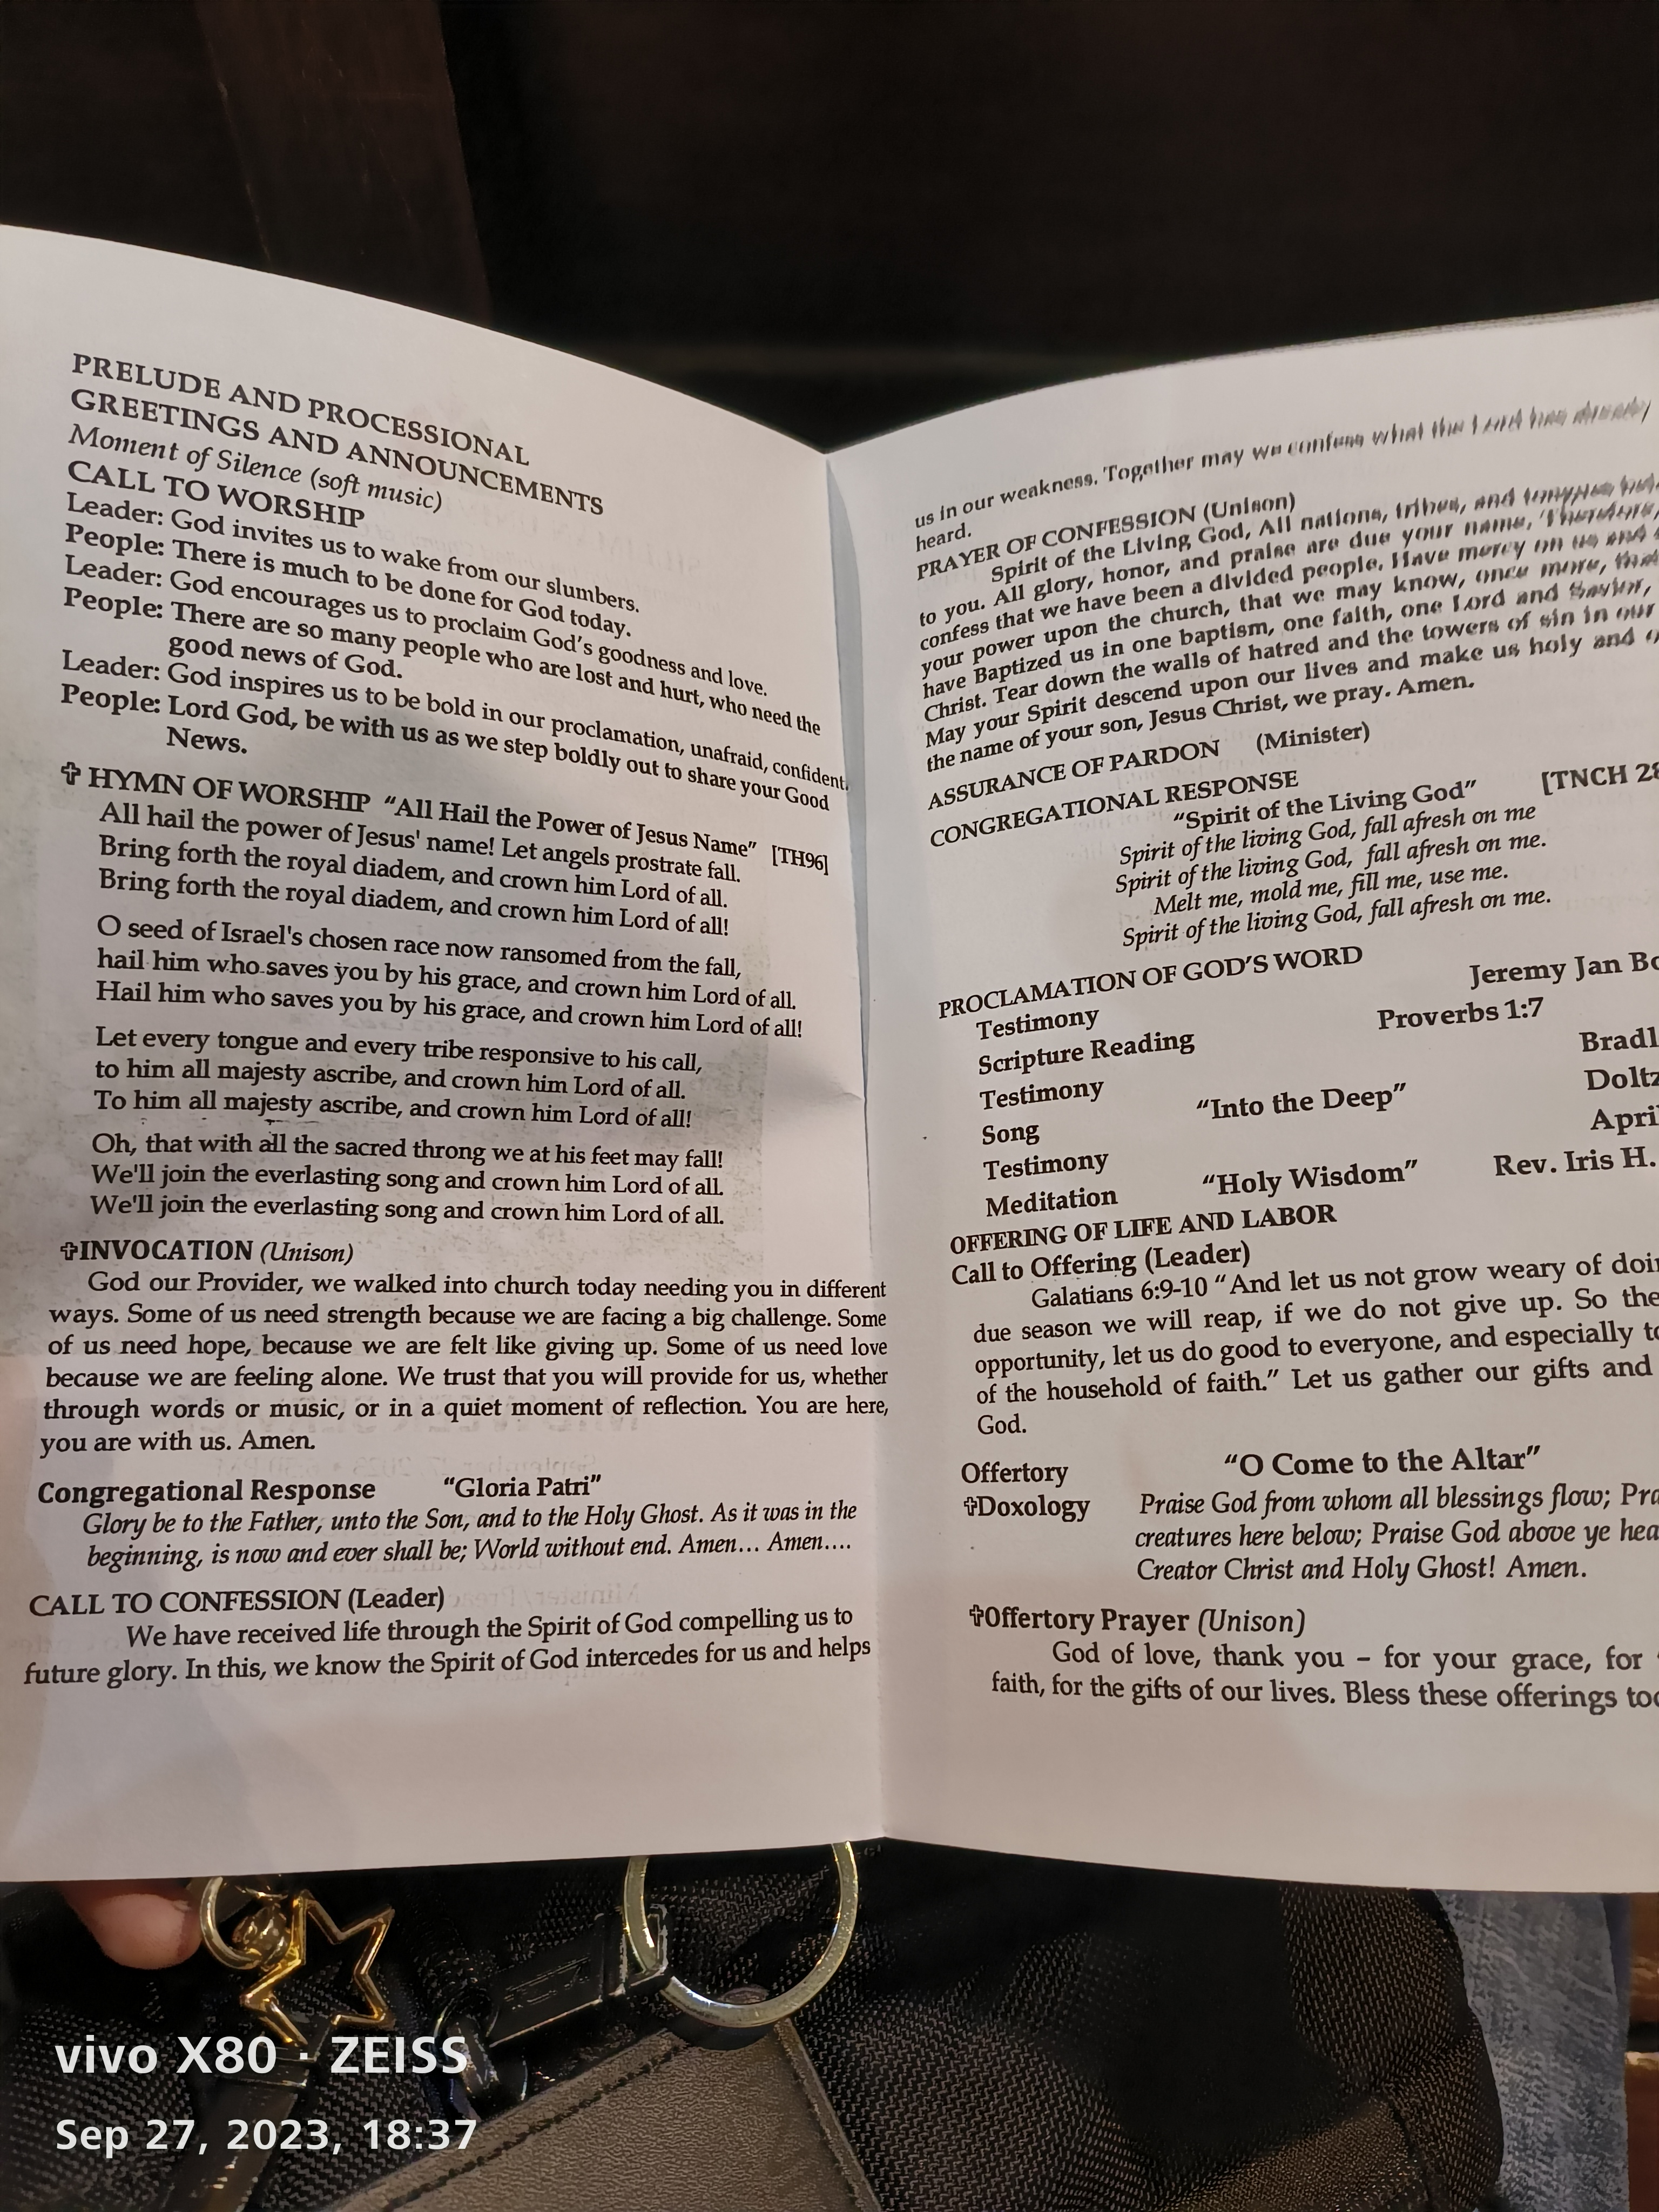 PRELUDE AND PROCESSIONAL
GREETINGS AND ANNOUNCEMENTS
Moment of Silence (soft music)
CALL TO WORSHIP
Leader: God invites us to wake from our slumbers.
People: There is much to be done for God today.
Leader: God encourages us to proclaim God's goodness and love.
People: There are so many people who are lost and hurt, who need the
good news of God.
Leader: God inspires us to be bold in our proclamation, unafraid, confident.
People: Lord God, be with us as we step boldly out to share your Good
News.
✞ HYMN OF WORSHIP "All Hail the Power of Jesus Name" [TH96]
All hail the power of Jesus' name! Let angels prostrate fall.
Bring forth the royal diadem, and crown him Lord of all.
Bring forth the royal diadem, and crown him Lord of all!
O seed of Israel's chosen race now ransomed from the fall,
hail him who saves you by his grace, and crown him Lord of all.
Hail him who saves you by his grace, and crown him Lord of all!
Let every tongue and every tribe responsive to his call,
to him all majesty ascribe, and crown him Lord of all.
To him all majesty ascribe, and crown him Lord of all!
Oh, that with all the sacred throng we at his feet may fall!
We'll join the everlasting song and crown him Lord of all.
We'll join the everlasting song and crown him Lord of all.
✞INVOCATION (Unison)
God our Provider, we walked into church today needing you in different
ways. Some of us need strength because we are facing a big challenge. Some
of us need hope, because we are felt like giving up. Some of us need love
because we are feeling alone. We trust that you will provide for us, whether
through words or music, or in a quiet moment of reflection. You are here,
you are with us. Amen.
Congregational Response "Gloria Patri"
Glory be to the Father, unto the Son, and to the Holy Ghost. As it was in the
beginning, is now and ever shall be; World without end. Amen... Amen....
CALL TO CONFESSION (Leader)
We have received life through the Spirit of God compelling us to
future glory. In this, we know the Spirit of God intercedes for us and helps
us in our weakness. Together may we confess what the Lord has already
heard.
PRAYER OF CONFESSION (Unison)
Spirit of the Living God, All nations, tribes, and tongues
to you. All glory, honor, and praise are due your name. Therefore,
confess that we have been a divided people. Have mercy on us and
your power upon the church, that we may know, once more, that
have Baptized us in one baptism, one faith, one Lord and Savior,
Christ. Tear down the walls of hatred and the towers of sin in our
May your Spirit descend upon our lives and make us holy and
the name of your son, Jesus Christ, we pray. Amen.
ASSURANCE OF PARDON (Minister)
CONGREGATIONAL RESPONSE
"Spirit of the Living God" [TNCH 28
Spirit of the living God, fall afresh on me
Spirit of the living God, fall afresh on me.
Melt me, mold me, fill me, use me.
Spirit of the living God, fall afresh on me.
PROCLAMATION OF GOD'S WORD
Testimony Jeremy Jan Bo
Scripture Reading Proverbs 1:7
Testimony Bradl
Song "Into the Deep" Doltz
Testimony April
Meditation "Holy Wisdom" Rev. Iris H.
OFFERING OF LIFE AND LABOR
Call to Offering (Leader)
Galatians 6:9-10 "And let us not grow weary of doin
due season we will reap, if we do not give up. So the
opportunity, let us do good to everyone, and especially to
of the household of faith." Let us gather our gifts and
God.
Offertory "O Come to the Altar"
✞Doxology Praise God from whom all blessings flow; Pra
creatures here below; Praise God above ye hea
Creator Christ and Holy Ghost! Amen.
✞Offertory Prayer (Unison)
God of love, thank you – for your grace, for
faith, for the gifts of our lives. Bless these offerings too
vivo X80 · ZEISS
Sep 27, 2023, 18:37